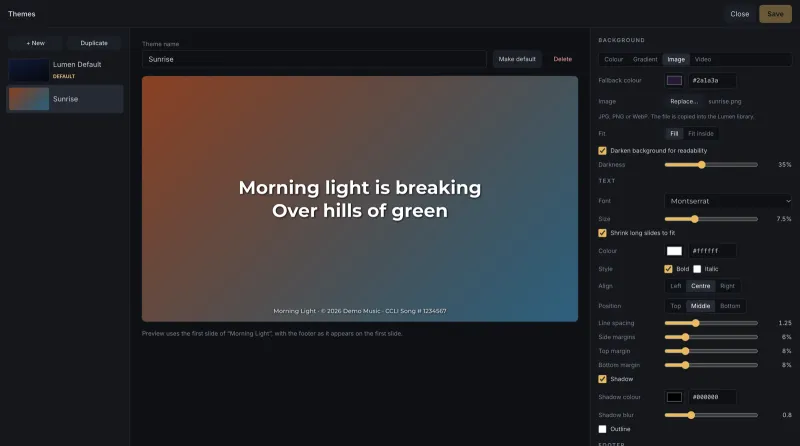 Themes
Close
Save
+ New
Duplicate
Lumen Default
DEFAULT
Sunrise
Theme name
Sunrise
Make default
Delete
Morning light is breaking
Over hills of green
Morning Light · © 2026 Demo Music · CCLI Song # 1234567
Preview uses the first slide of "Morning Light", with the footer as it appears on the first slide.
BACKGROUND
Colour Gradient Image Video
Fallback colour #2a1a3a
Image Replace... sunrise.png
JPG, PNG or WebP. The file is copied into the Lumen library.
Fit Fill Fit inside
Darken background for readability
Darkness 35%
TEXT
Font Montserrat
Size 7.5%
Shrink long slides to fit
Colour #ffffff
Style Bold Italic
Align Left Centre Right
Position Top Middle Bottom
Line spacing 1.25
Side margins 6%
Top margin 8%
Bottom margin 8%
Shadow
Shadow colour #000000
Shadow blur 0.8
Outline
FOOTER